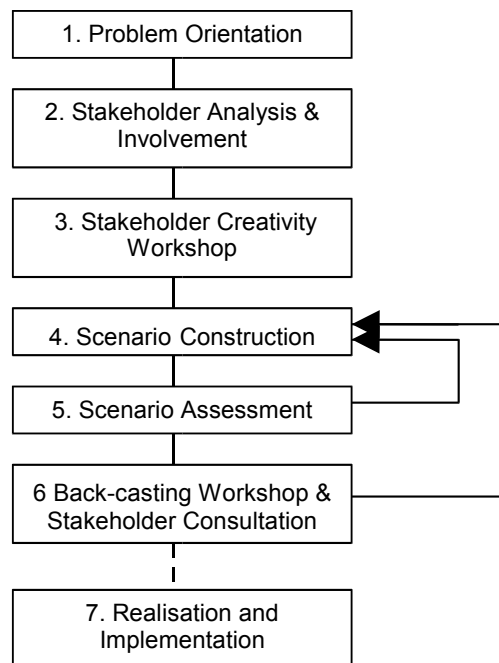 1. Problem Orientation
2. Stakeholder Analysis &
Involvement
3. Stakeholder Creativity
Workshop
4. Scenario Construction
5. Scenario Assessment
6 Back-casting Workshop &
Stakeholder Consultation
7. Realisation and
Implementation